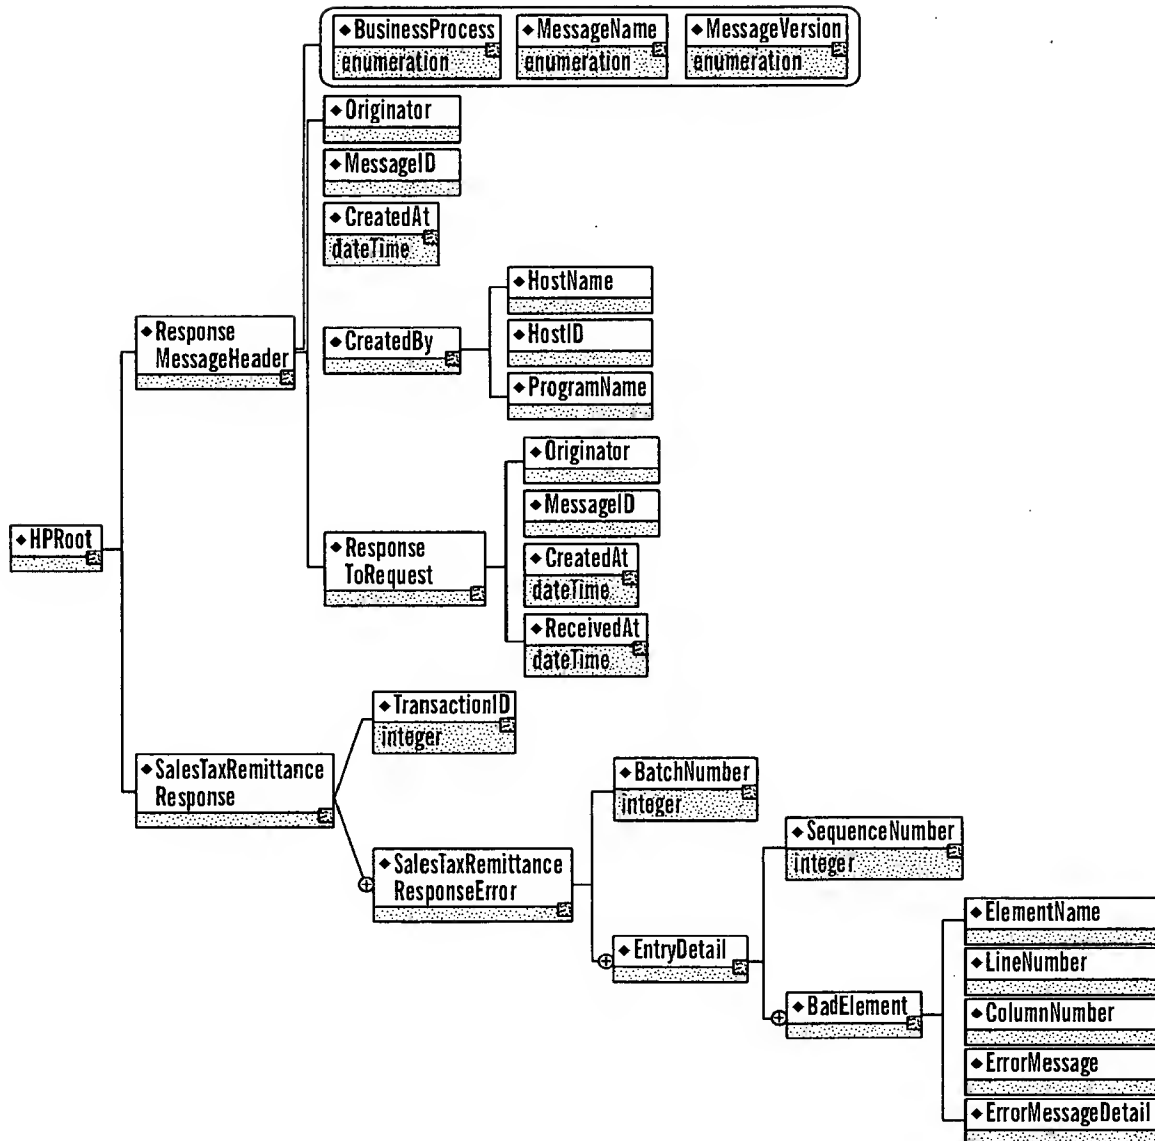 ◆BusinessProcess
enumeration
◆MessageName
enumeration
◆MessageVersion
enumeration
◆Originator
◆MessageID
◆CreatedAt
dateTime
◆HostName
◆HostID
◆ProgramName
◆CreatedBy
◆Response
MessageHeader
◆Originator
◆MessageID
◆CreatedAt
dateTime
◆ReceivedAt
dateTime
◆Response
ToRequest
◆HPRoot
◆TransactionID
integer
◆SalesTaxRemittance
Response
◆BatchNumber
integer
◆SequenceNumber
integer
◆SalesTaxRemittance
ResponseError
◆EntryDetail
◆ElementName
◆LineNumber
◆BadElement
◆ColumnNumber
◆ErrorMessage
◆ErrorMessageDetail